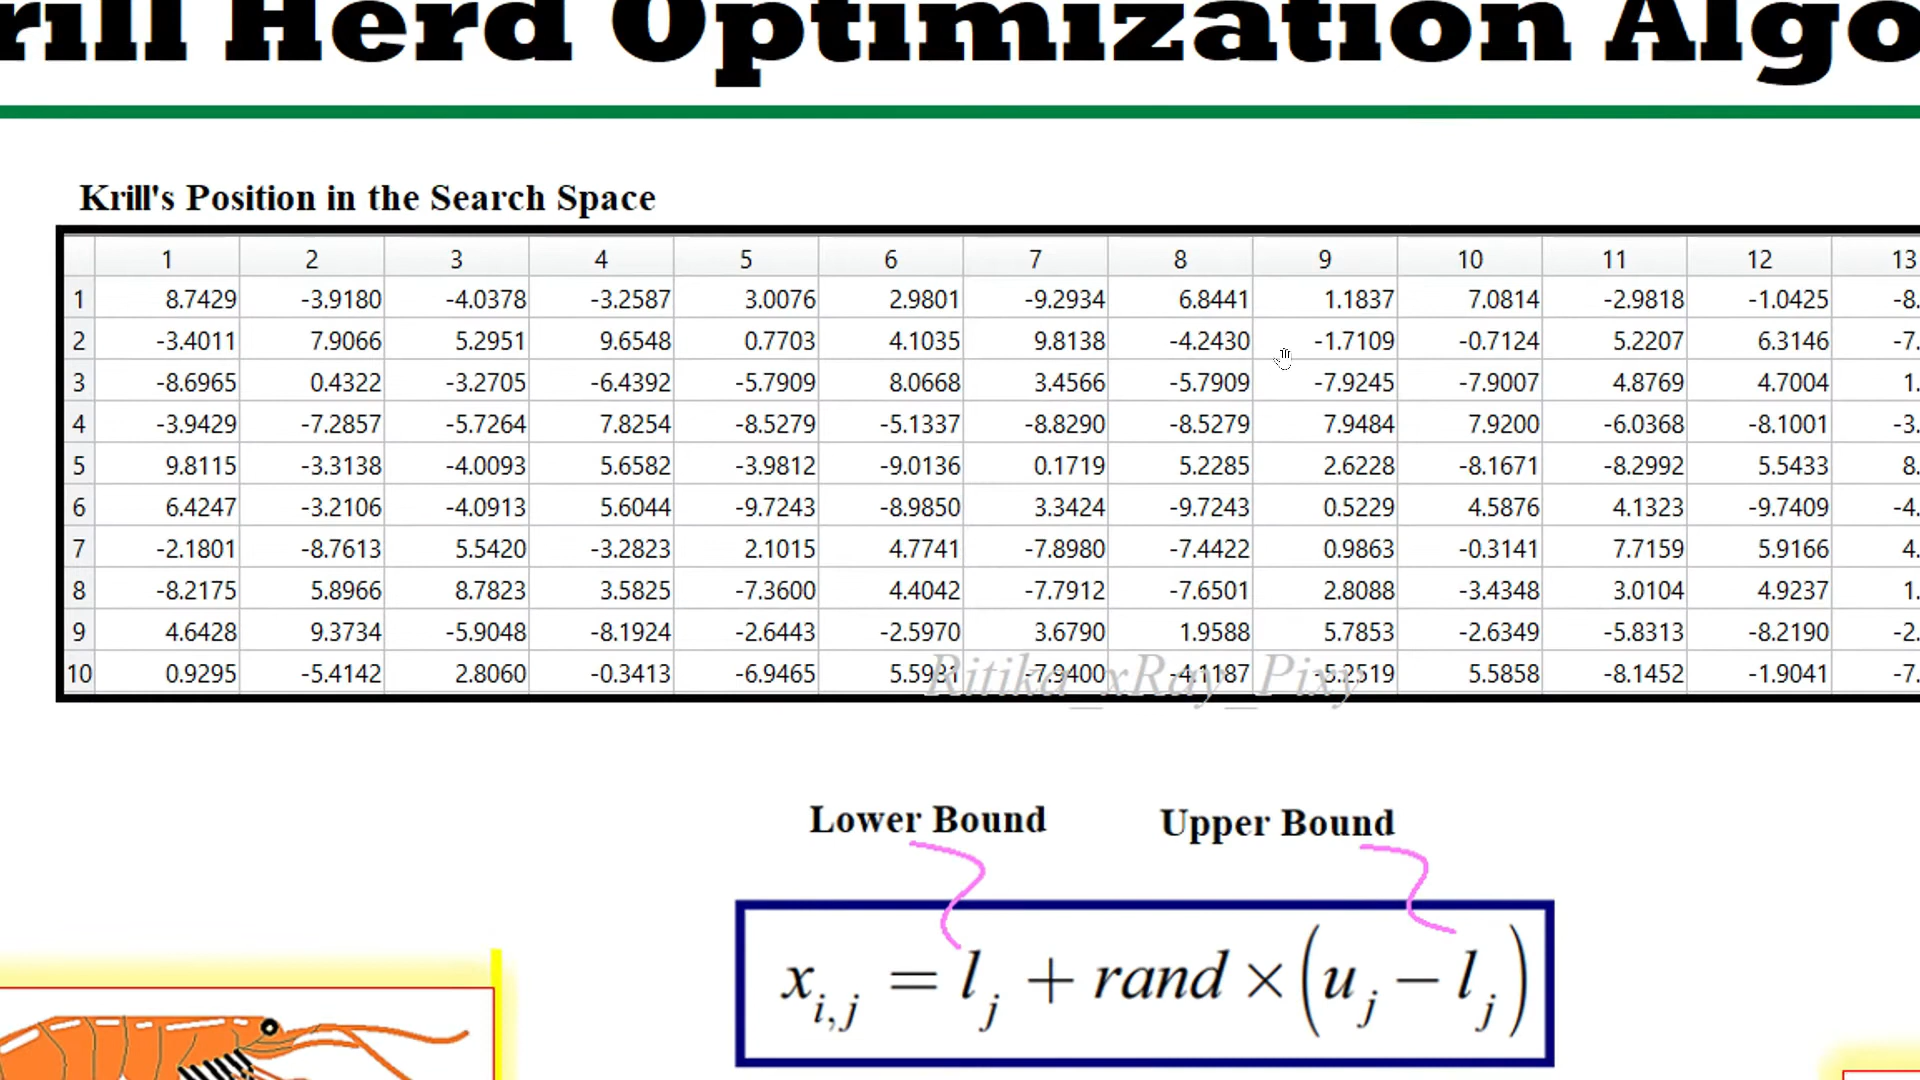 rill Herd Optimization Algo
Krill's Position in the Search Space
1 2 3 4 5 6 7 8 9 10 11 12 13
1 8.7429 -3.9180 -4.0378 -3.2587 3.0076 2.9801 -9.2934 6.8441 1.1837 7.0814 -2.9818 -1.0425 -8.
2 -3.4011 7.9066 5.2951 9.6548 0.7703 4.1035 9.8138 -4.2430 -1.7109 -0.7124 5.2207 6.3146 -7.
3 -8.6965 0.4322 -3.2705 -6.4392 -5.7909 8.0668 3.4566 -5.7909 -7.9245 -7.9007 4.8769 4.7004 1.
4 -3.9429 -7.2857 -5.7264 7.8254 -8.5279 -5.1337 -8.8290 -8.5279 7.9484 7.9200 -6.0368 -8.1001 -3.
5 9.8115 -3.3138 -4.0093 5.6582 -3.9812 -9.0136 0.1719 5.2285 2.6228 -8.1671 -8.2992 5.5433 8.
6 6.4247 -3.2106 -4.0913 5.6044 -9.7243 -8.9850 3.3424 -9.7243 0.5229 4.5876 4.1323 -9.7409 -4.
7 -2.1801 -8.7613 5.5420 -3.2823 2.1015 4.7741 -7.8980 -7.4422 0.9863 -0.3141 7.7159 5.9166 4.
8 -8.2175 5.8966 8.7823 3.5825 -7.3600 4.4042 -7.7912 -7.6501 2.8088 -3.4348 3.0104 4.9237 1.
9 4.6428 9.3734 -5.9048 -8.1924 -2.6443 -2.5970 3.6790 1.9588 5.7853 -2.6349 -5.8313 -8.2190 -2.
10 0.9295 -5.4142 2.8060 -0.3413 -6.9465 -7.9400 -4.1187 -5.2519 5.5858 -8.1452 -1.9041 -7.
Ritika_xRay_Pixy
Lower Bound Upper Bound
x_{i,j} = l_j + rand × (u_j − l_j)